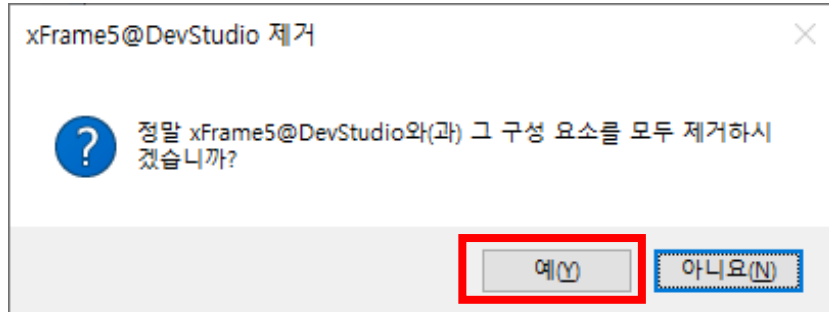 xFrame5@DevStudio 제거
정말 xFrame5@DevStudio와(과) 그 구성 요소를 모두 제거하시
겠습니까?
예(Y) 아니요(N)